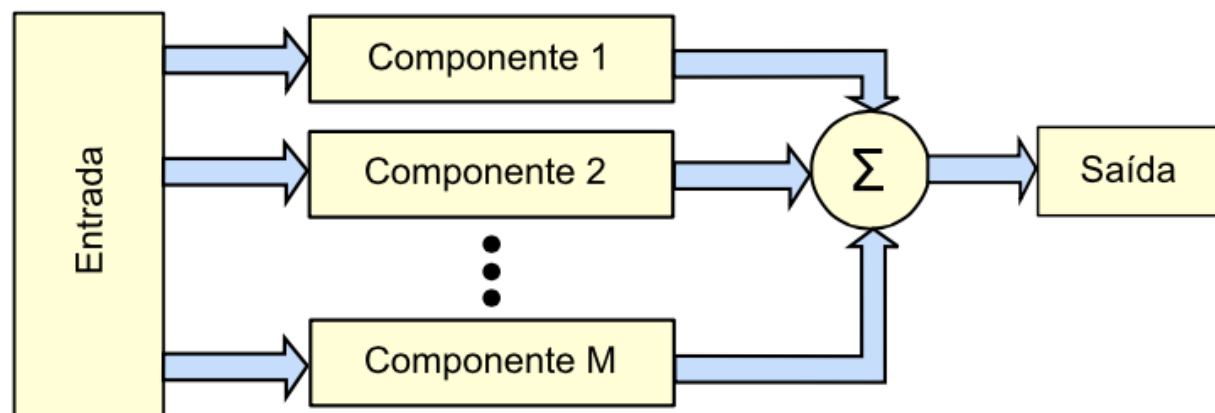 Entrada
Componente 1
Componente 2
Componente M
Σ
Saída